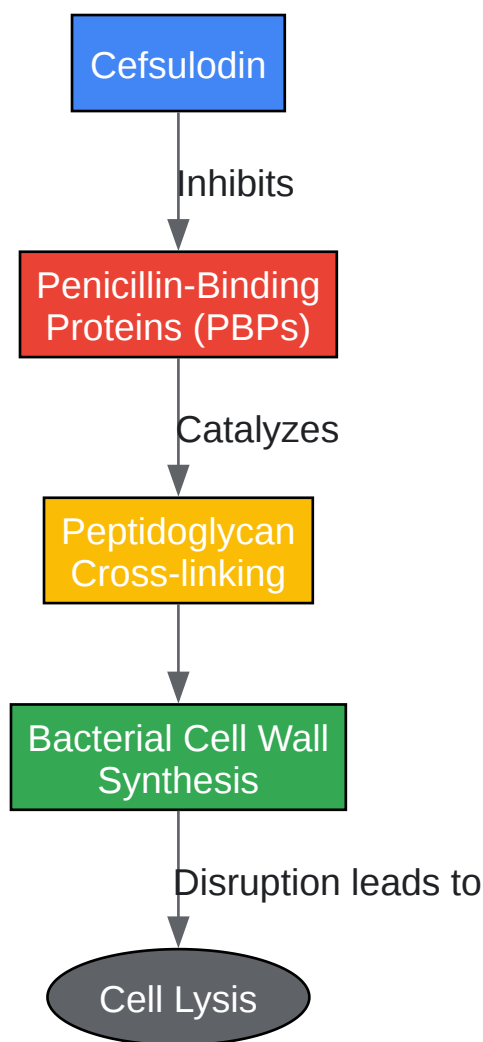 Cefsulodin
Inhibits
Penicillin-Binding
Proteins (PBPs)
Catalyzes
Peptidoglycan
Cross-linking
Bacterial Cell Wall
Synthesis
Disruption leads to
Cell Lysis